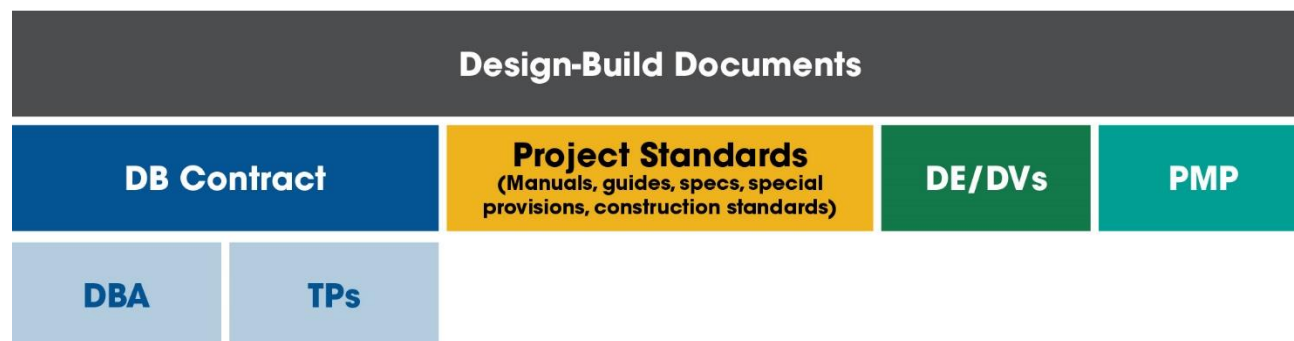 Design-Build Documents
DB Contract
Project Standards
(Manuals, guides, specs, special
provisions, construction standards)
DE/DVs
PMP
DBA
TPs